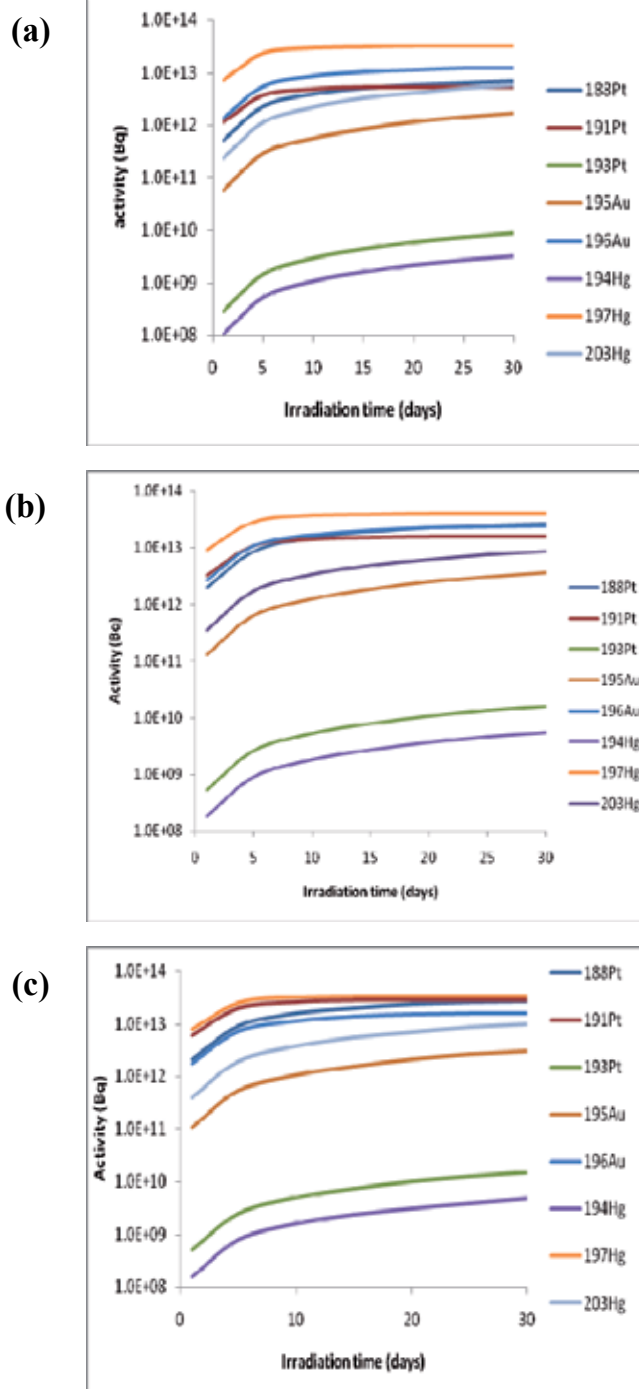 (a)
1.0E+14
1.0E+13
1.0E+12
1.0E+11
1.0E+10
1.0E+09
1.0E+08
activity (Bq)
0 5 10 15 20 25 30
Irradiation time (days)
188Pt
191Pt
193Pt
195Au
196Au
194Hg
197Hg
203Hg
(b)
1.0E+14
1.0E+13
1.0E+12
1.0E+11
1.0E+10
1.0E+09
1.0E+08
Activity (Bq)
0 5 10 15 20 25 30
Irradiation time (days)
188Pt
191Pt
193Pt
195Au
196Au
194Hg
197Hg
203Hg
(c)
1.0E+14
1.0E+13
1.0E+12
1.0E+11
1.0E+10
1.0E+09
1.0E+08
Activity (Bq)
0 10 20 30
Irradiation time (days)
188Pt
191Pt
193Pt
195Au
196Au
194Hg
197Hg
203Hg